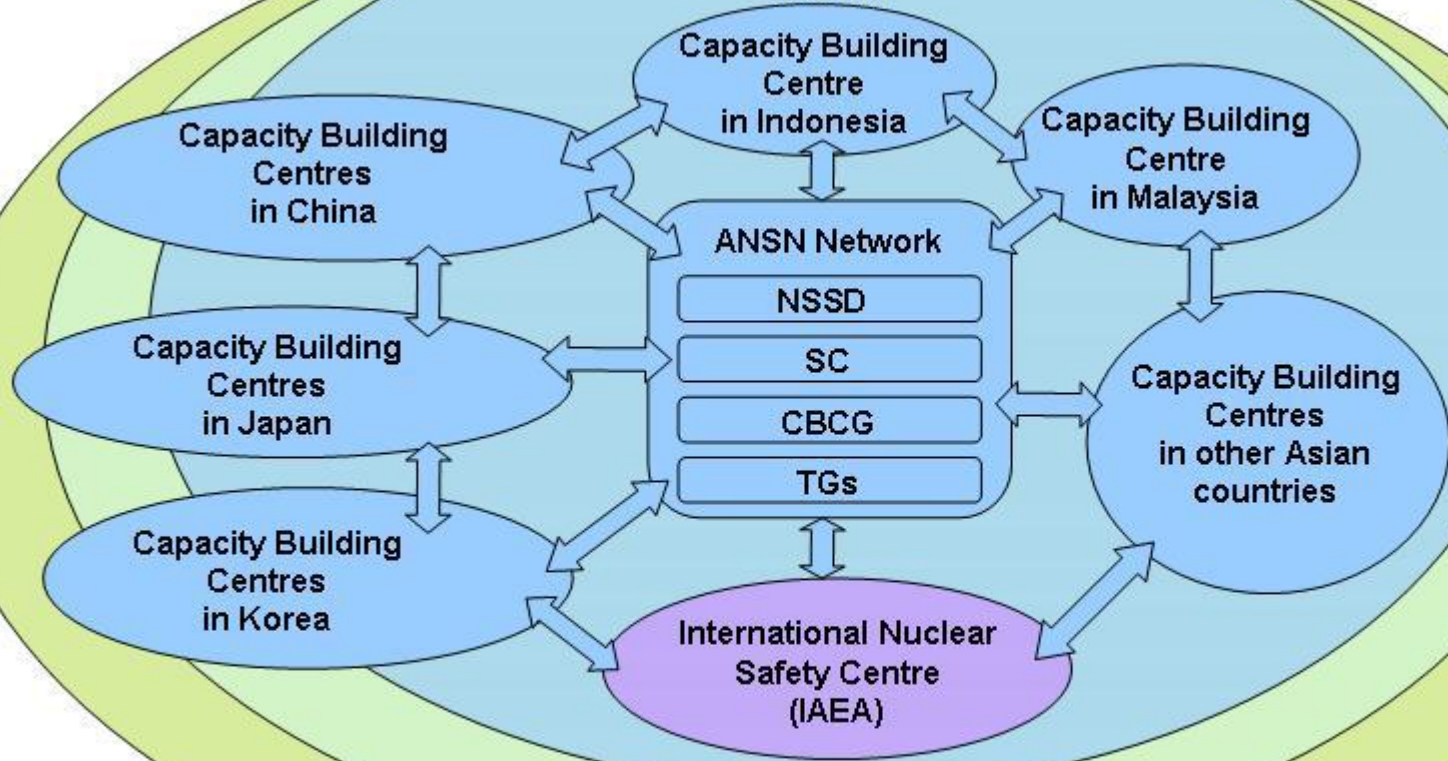 Capacity Building
Centre
in Indonesia
Capacity Building
Centres
in China
Capacity Building
Centre
in Malaysia
ANSN Network
NSSD
SC
CBCG
TGs
Capacity Building
Centres
in Japan
Capacity Building
Centres
in other Asian
countries
Capacity Building
Centres
in Korea
International Nuclear
Safety Centre
(IAEA)